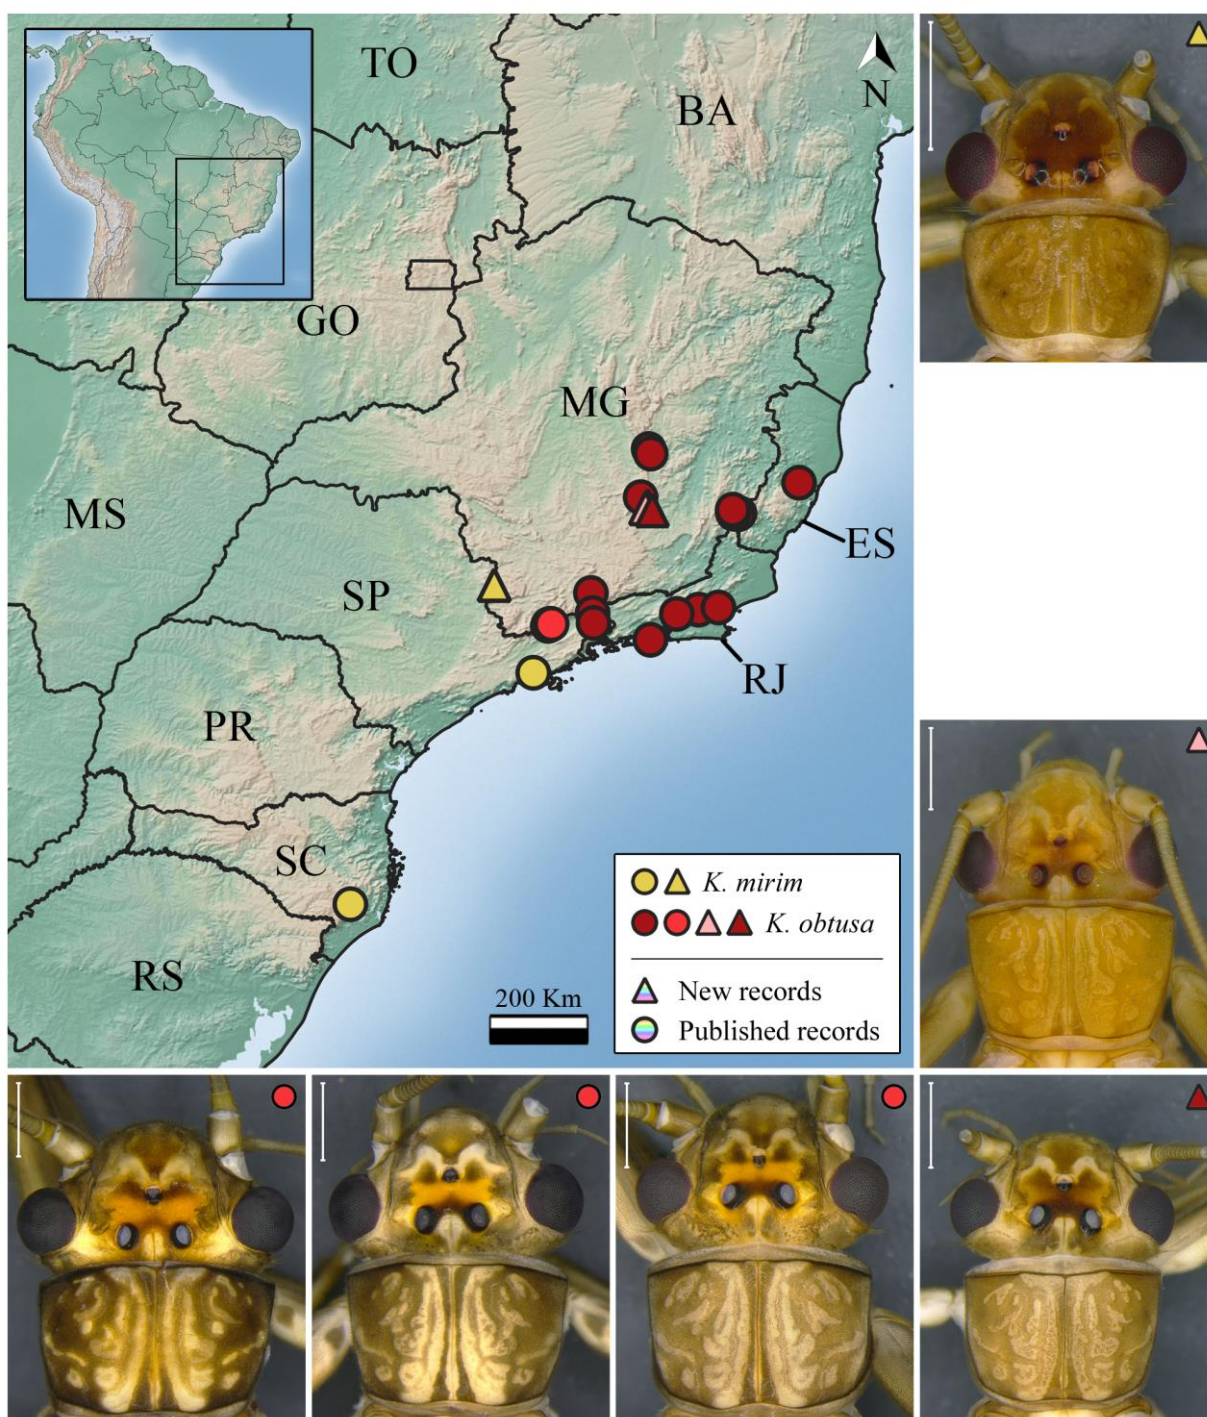 TO
BA
N
GO
MG
MS
ES
SP
RJ
PR
SC
RS
K. mirim
K. obtusa
New records
Published records
200 Km